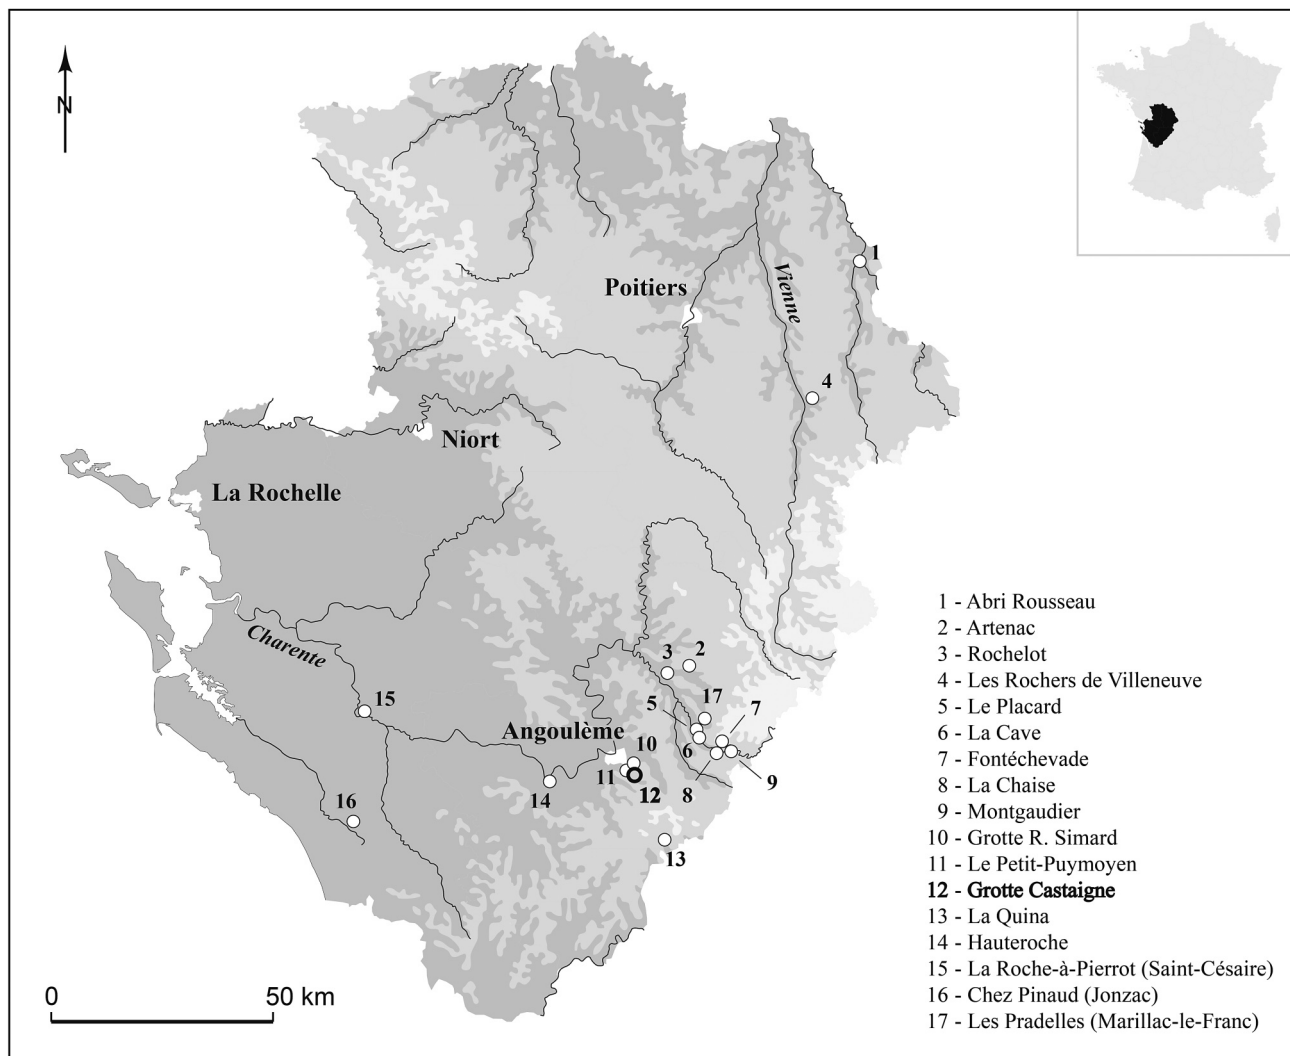 N
1
Poitiers
Vienne
4
Niort
La Rochelle
Charente
3
2
17
15
5
7
Angoulème
10
6
11
12
8
9
14
16
13
0
50 km
1 - Abri Rousseau
2 - Artenac
3 - Rochelot
4 - Les Rochers de Villeneuve
5 - Le Placard
6 - La Cave
7 - Fontéchevade
8 - La Chaise
9 - Montgaudier
10 - Grotte R. Simard
11 - Le Petit-Puymoyen
12 - Grotte Castaigne
13 - La Quina
14 - Hauteroche
15 - La Roche-à-Pierrot (Saint-Césaire)
16 - Chez Pinaud (Jonzac)
17 - Les Pradelles (Marillac-le-Franc)